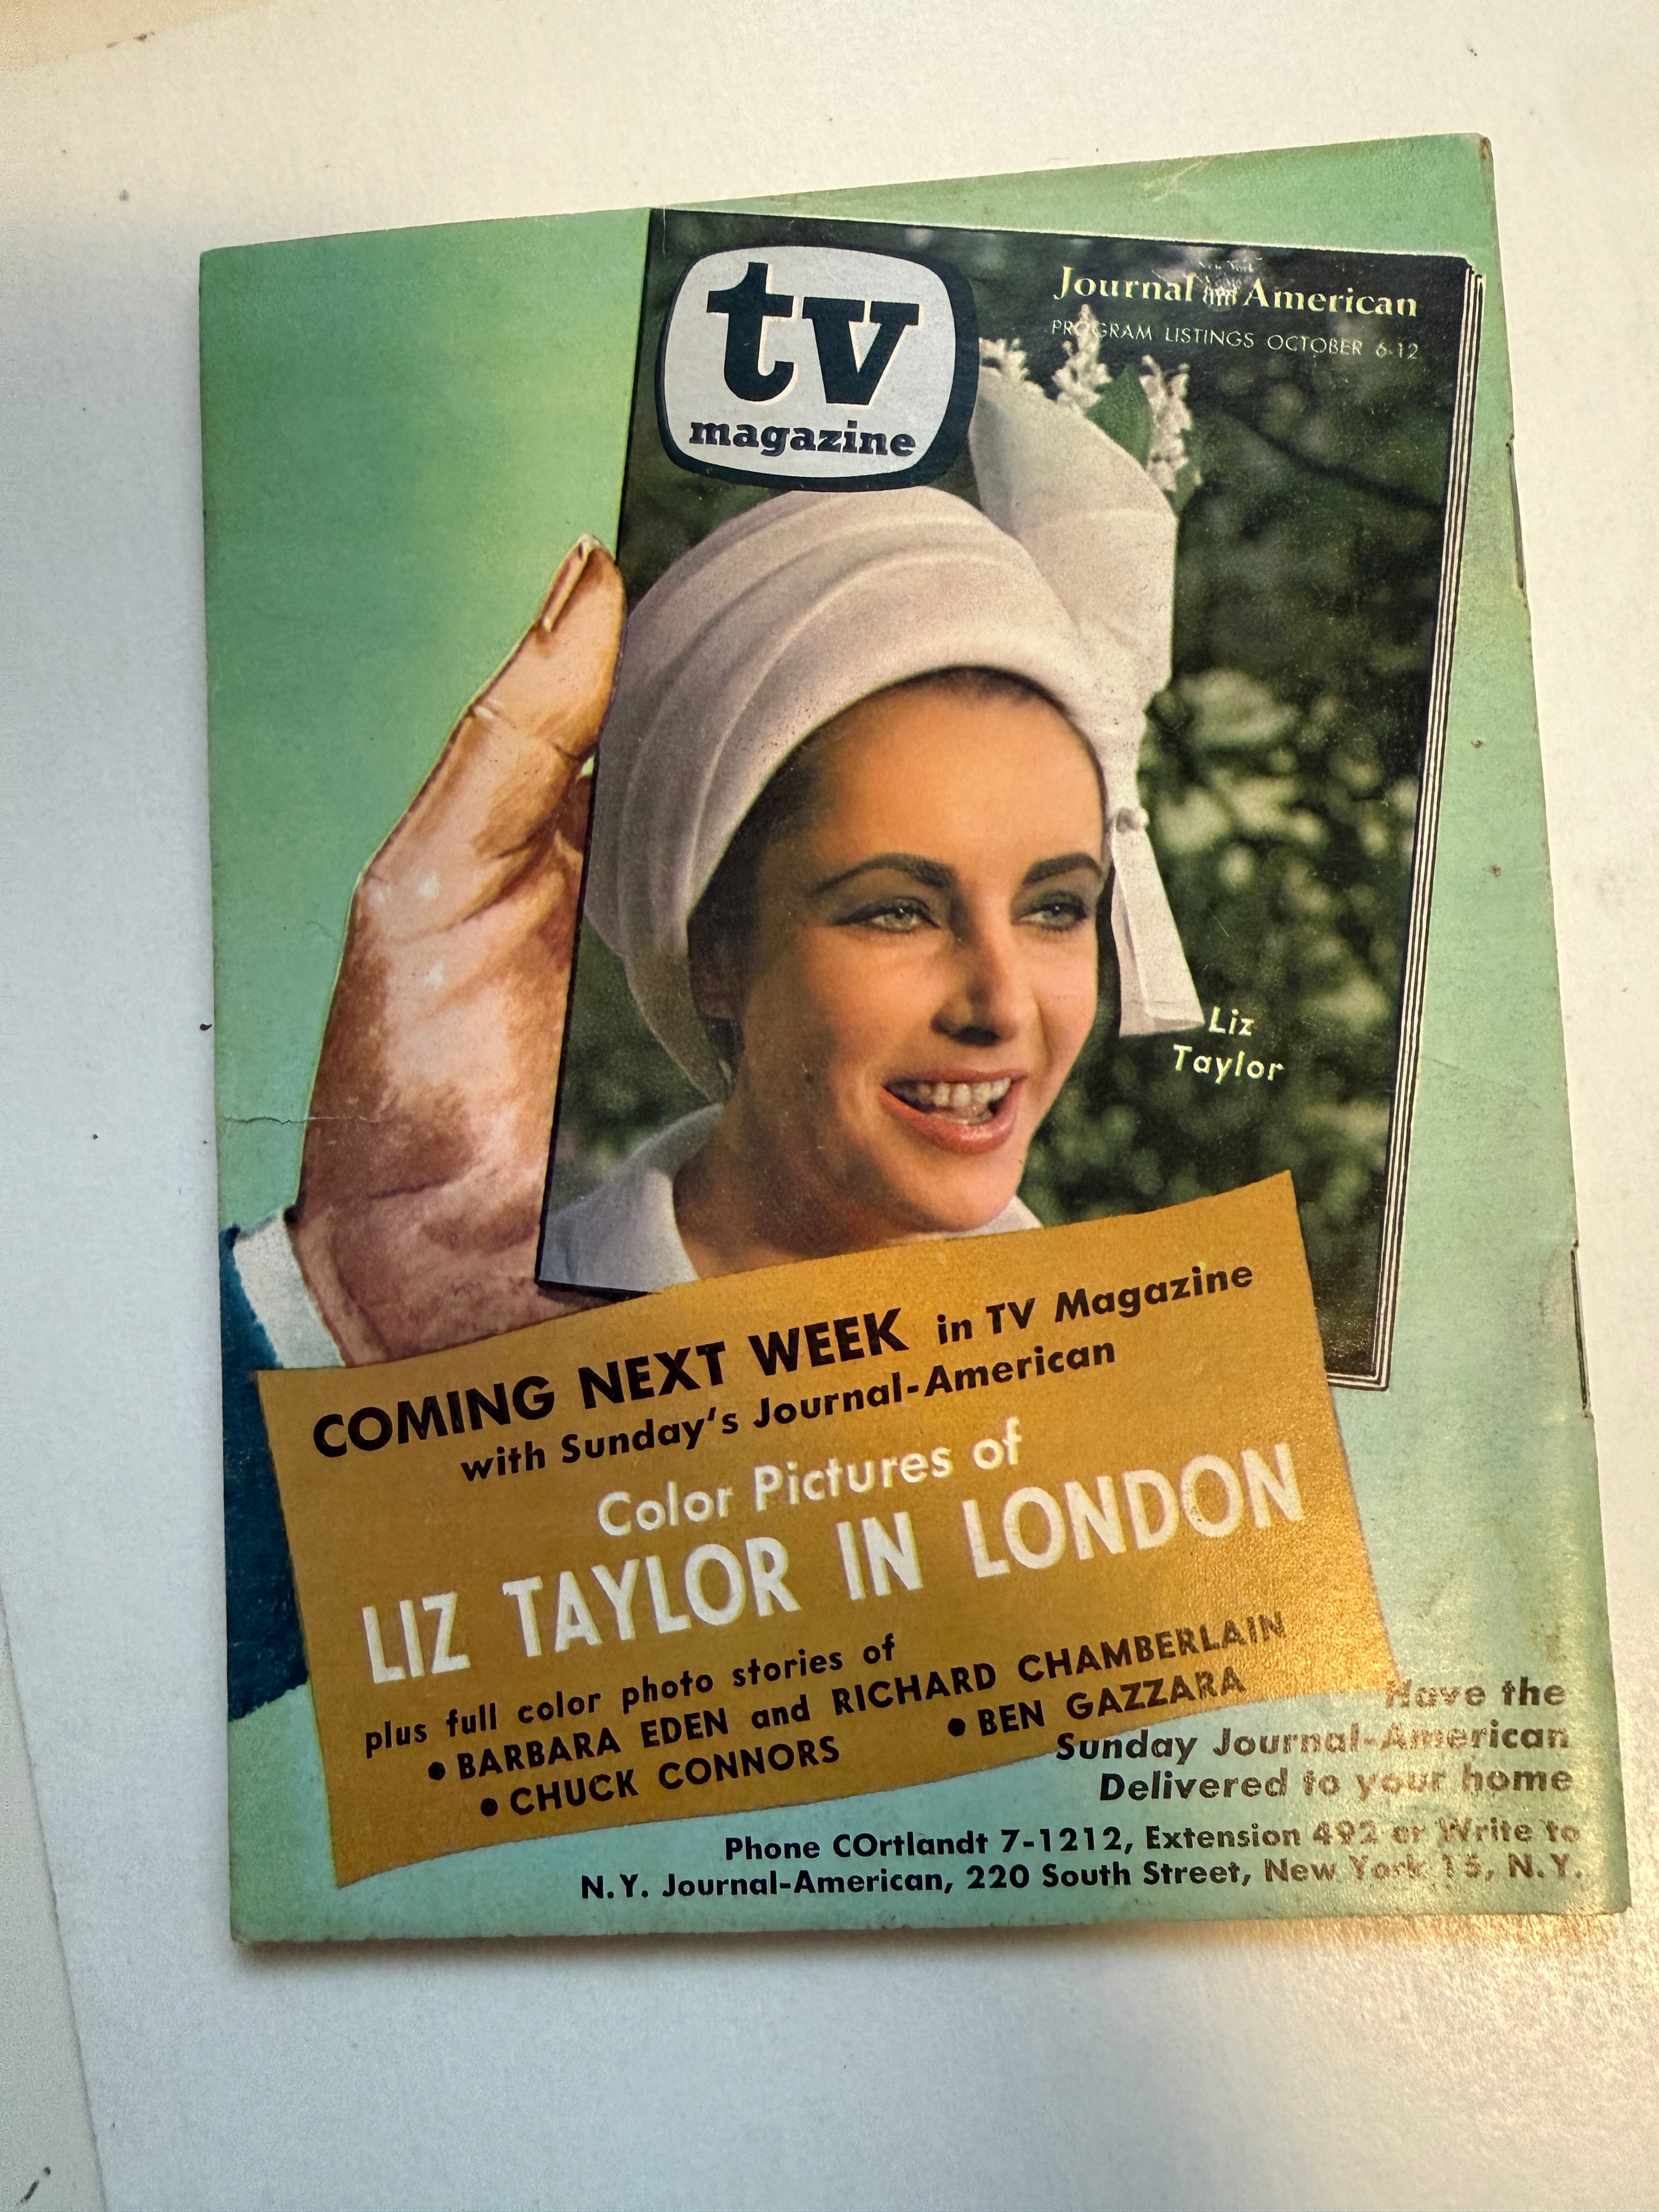 tv
magazine
New York
Journal American
PROGRAM LISTINGS OCTOBER 6-12
Liz
Taylor
COMING NEXT WEEK in TV Magazine
with Sunday's Journal-American
Color Pictures of
LIZ TAYLOR IN LONDON
plus full color photo stories of
• BARBARA EDEN and RICHARD CHAMBERLAIN
• CHUCK CONNORS • BEN GAZZARA
Have the
Sunday Journal-American
Delivered to your home
Phone COrtlandt 7-1212, Extension 492 or Write to
N.Y. Journal-American, 220 South Street, New York 15, N.Y.